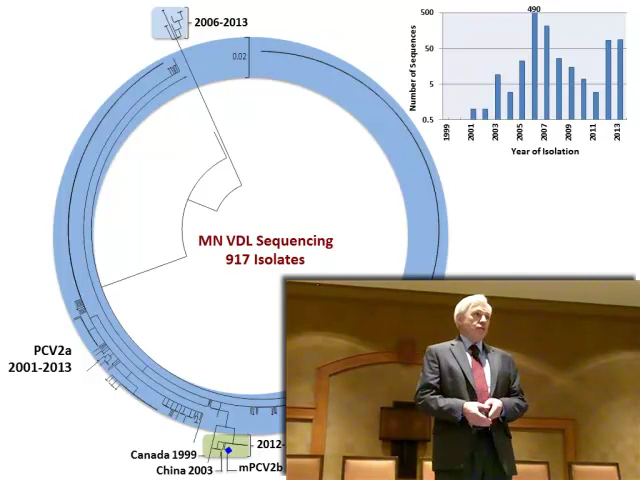 2006-2013
0.02
MN VDL Sequencing
917 Isolates
PCV2a
2001-2013
Canada 1999
China 2003
2012-
mPCV2b
490
Number of Sequences
500
50
5
0.5
1999
2001
2003
2005
2007
2009
2011
2013
Year of Isolation